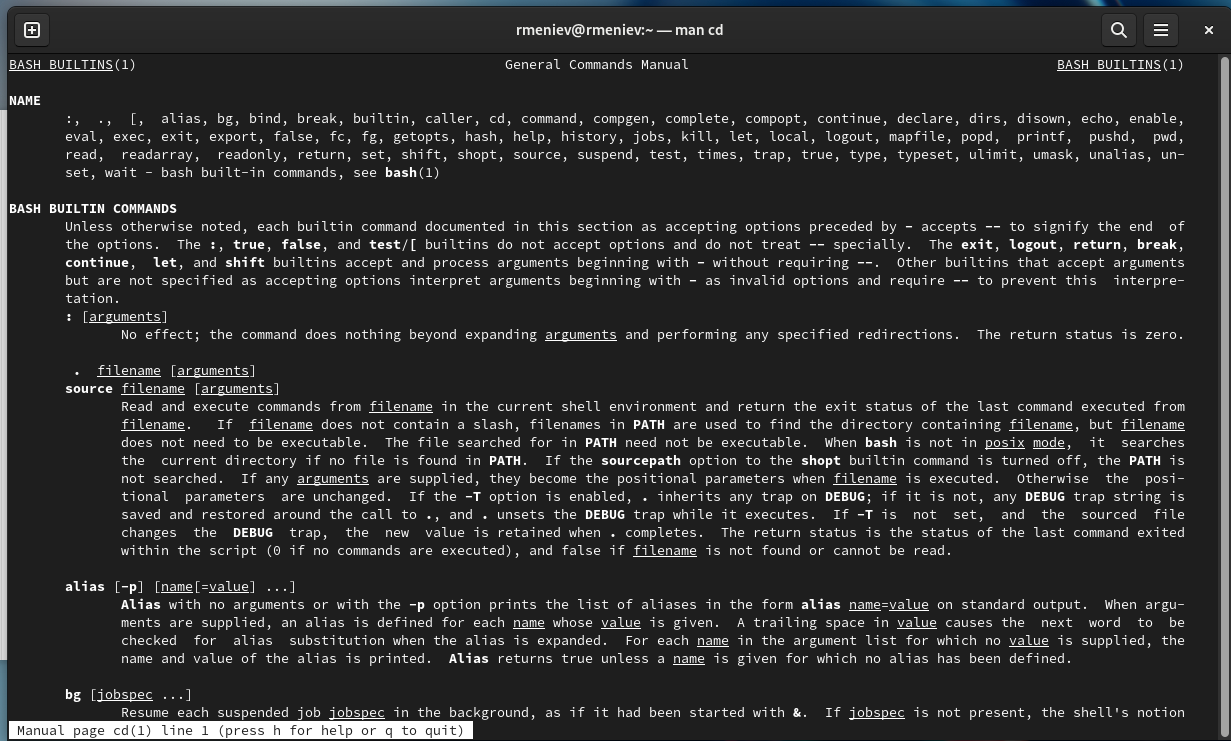 rmeniev@rmeniev:~ — man cd
BASH BUILTINS(1) General Commands Manual BASH BUILTINS(1)
NAME
:, ., [, alias, bg, bind, break, builtin, caller, cd, command, compgen, complete, compopt, continue, declare, dirs, disown, echo, enable,
eval, exec, exit, export, false, fc, fg, getopts, hash, help, history, jobs, kill, let, local, logout, mapfile, popd, printf, pushd, pwd,
read, readarray, readonly, return, set, shift, shopt, source, suspend, test, times, trap, true, type, typeset, ulimit, umask, unalias, un-
set, wait - bash built-in commands, see bash(1)
BASH BUILTIN COMMANDS
Unless otherwise noted, each builtin command documented in this section as accepting options preceded by - accepts -- to signify the end of
the options. The :, true, false, and test/[ builtins do not accept options and do not treat -- specially. The exit, logout, return, break,
continue, let, and shift builtins accept and process arguments beginning with - without requiring --. Other builtins that accept arguments
but are not specified as accepting options interpret arguments beginning with - as invalid options and require -- to prevent this interpre-
tation.
: [arguments]
No effect; the command does nothing beyond expanding arguments and performing any specified redirections. The return status is zero.
. filename [arguments]
source filename [arguments]
Read and execute commands from filename in the current shell environment and return the exit status of the last command executed from
filename. If filename does not contain a slash, filenames in PATH are used to find the directory containing filename, but filename
does not need to be executable. The file searched for in PATH need not be executable. When bash is not in posix mode, it searches
the current directory if no file is found in PATH. If the sourcepath option to the shopt builtin command is turned off, the PATH is
not searched. If any arguments are supplied, they become the positional parameters when filename is executed. Otherwise the posi-
tional parameters are unchanged. If the -T option is enabled, . inherits any trap on DEBUG; if it is not, any DEBUG trap string is
saved and restored around the call to ., and . unsets the DEBUG trap while it executes. If -T is not set, and the sourced file
changes the DEBUG trap, the new value is retained when . completes. The return status is the status of the last command exited
within the script (0 if no commands are executed), and false if filename is not found or cannot be read.
alias [-p] [name[=value] ...]
Alias with no arguments or with the -p option prints the list of aliases in the form alias name=value on standard output. When argu-
ments are supplied, an alias is defined for each name whose value is given. A trailing space in value causes the next word to be
checked for alias substitution when the alias is expanded. For each name in the argument list for which no value is supplied, the
name and value of the alias is printed. Alias returns true unless a name is given for which no alias has been defined.
bg [jobspec ...]
Resume each suspended job jobspec in the background, as if it had been started with &. If jobspec is not present, the shell's notion
Manual page cd(1) line 1 (press h for help or q to quit)